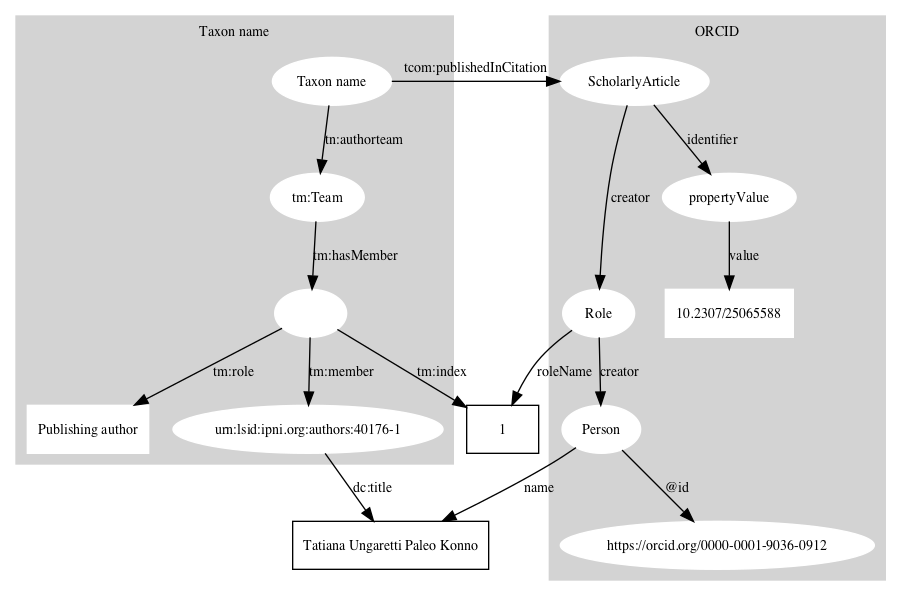 Taxon name
ORCID
Taxon name
tcom:publishedInCitation
ScholarlyArticle
tn:authorteam
identifier
tm:Team
creator
propertyValue
tm:hasMember
value
Role
10.2307/25065588
tm:role
tm:member
tm:index
roleName
creator
Publishing author
urn:lsid:ipni.org:authors:40176-1
1
Person
dc:title
name
@id
Tatiana Ungaretti Paleo Konno
https://orcid.org/0000-0001-9036-0912